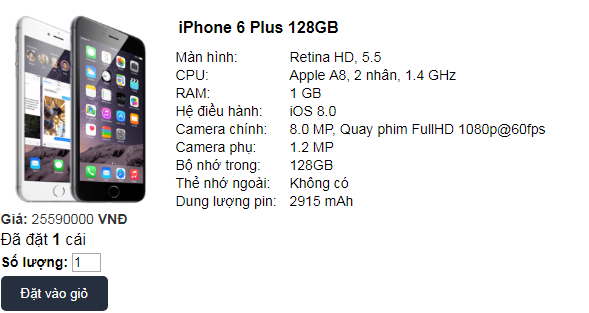 iPhone 6 Plus 128GB
Màn hình: Retina HD, 5.5
CPU: Apple A8, 2 nhân, 1.4 GHz
RAM: 1 GB
Hệ điều hành: iOS 8.0
Camera chính: 8.0 MP, Quay phim FullHD 1080p@60fps
Camera phụ: 1.2 MP
Bộ nhớ trong: 128GB
Thẻ nhớ ngoài: Không có
Dung lượng pin: 2915 mAh
Giá: 25590000 VNĐ
Đã đặt 1 cái
Số lượng: 1
Đặt vào giỏ